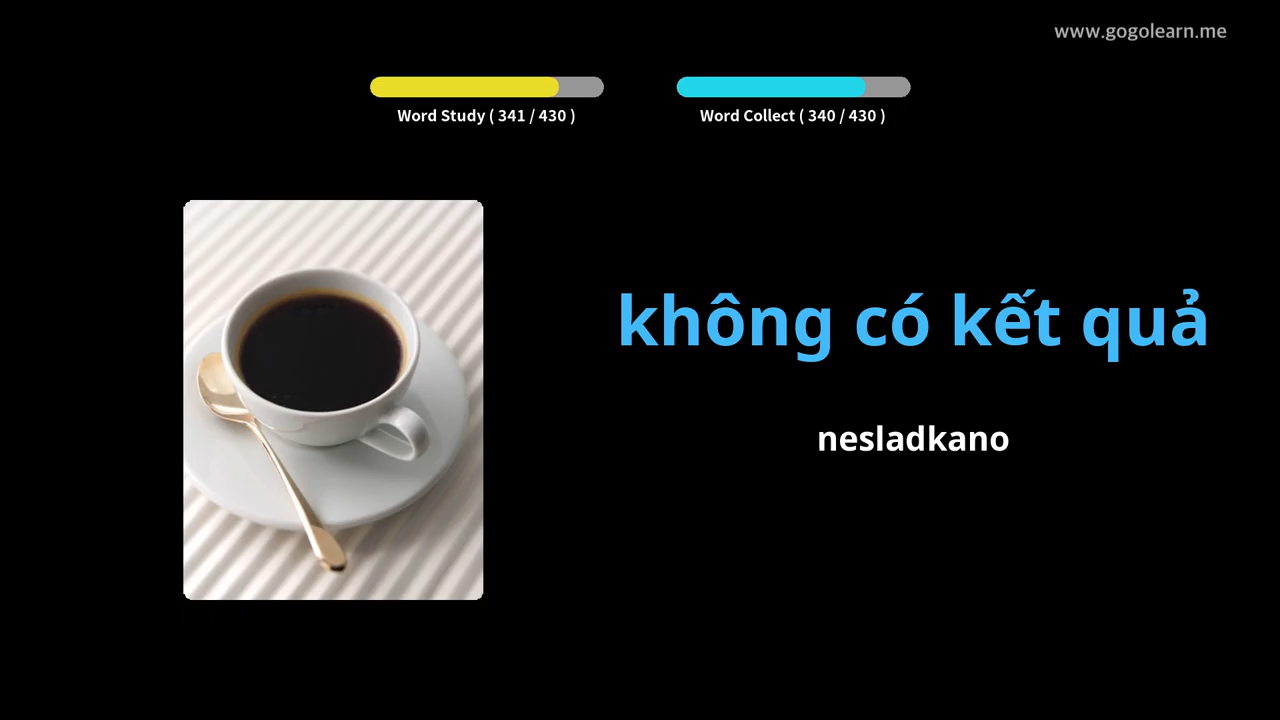 www.gogolearn.me
Word Study ( 341 / 430 )
Word Collect ( 340 / 430 )
không có kết quả
nesladkano